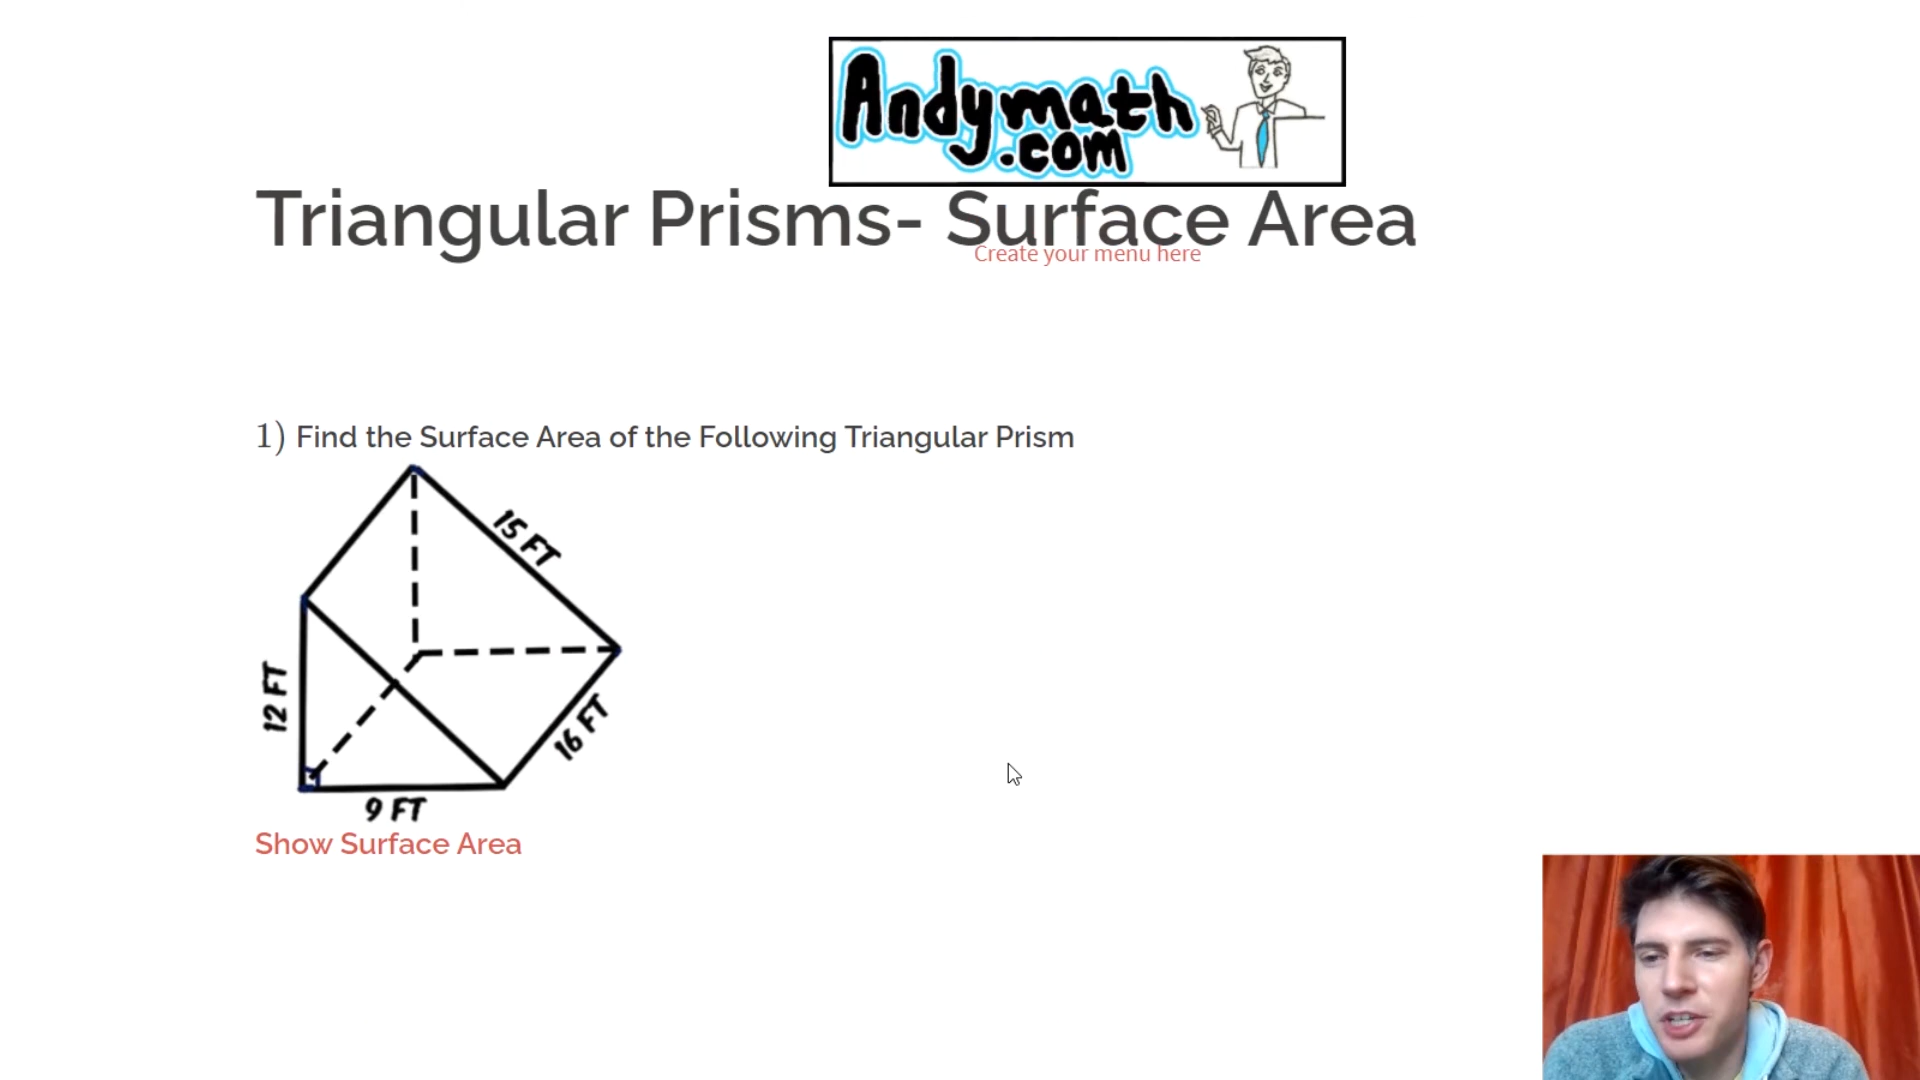 Andymath
.com
Triangular Prisms- Surface Area
Create your menu here
1) Find the Surface Area of the Following Triangular Prism
15 FT
12 FT
16 FT
9 FT
Show Surface Area